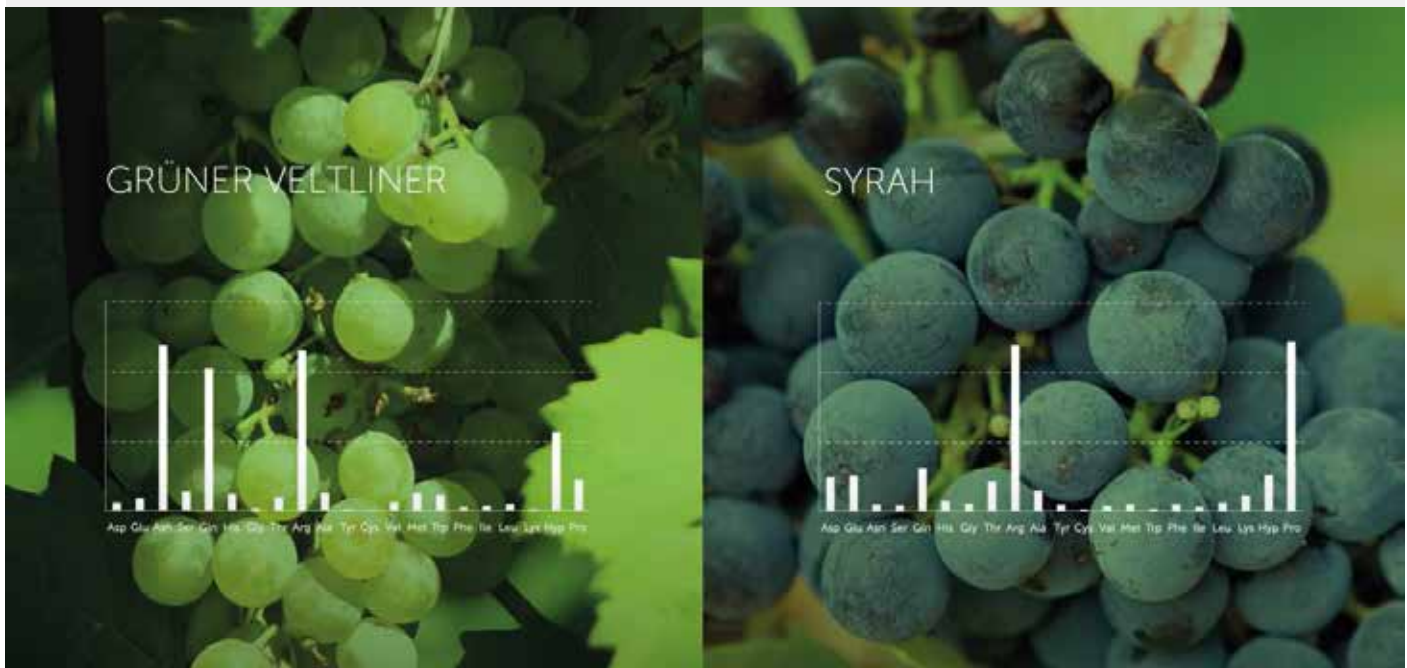 GRÜNER VELTLINER
SYRAH
Asp Glu Asn Ser Gln His Gly Thr Arg Ala Tyr Cys Val Met Trp Phe Ile Leu Lys Hyp Pro
Asp Glu Asn Ser Gln His Gly Thr Arg Ala Tyr Cys Val Met Trp Phe Ile Leu Lys Hyp Pro